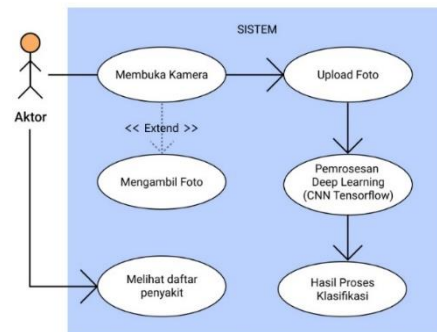 SISTEM
Membuka Kamera
Upload Foto
Aktor
<< Extend >>
Mengambil Foto
Pemrosesan
Deep Learning
(CNN Tensorflow)
Melihat daftar
penyakit
Hasil Proses
Klasifikasi